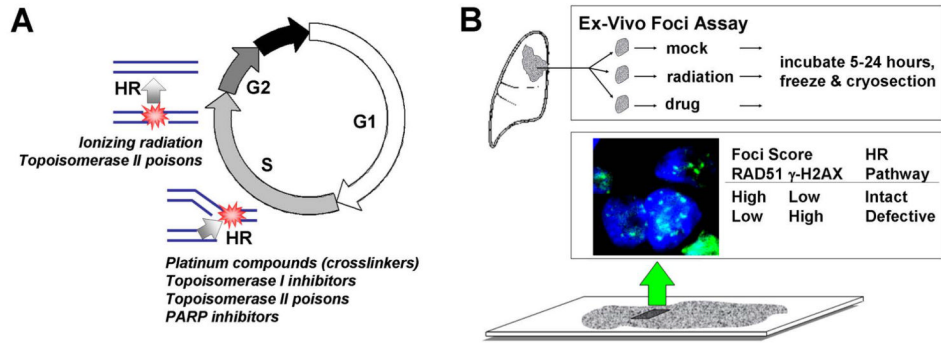 A
HR
G2
G1
S
Ionizing radiation
Topoisomerase II poisons
HR
Platinum compounds (crosslinkers)
Topoisomerase I inhibitors
Topoisomerase II poisons
PARP inhibitors
B
Ex-Vivo Foci Assay
mock
radiation
drug
incubate 5-24 hours,
freeze & cryosection
Foci Score HR
RAD51 γ-H2AX Pathway
High Low Intact
Low High Defective